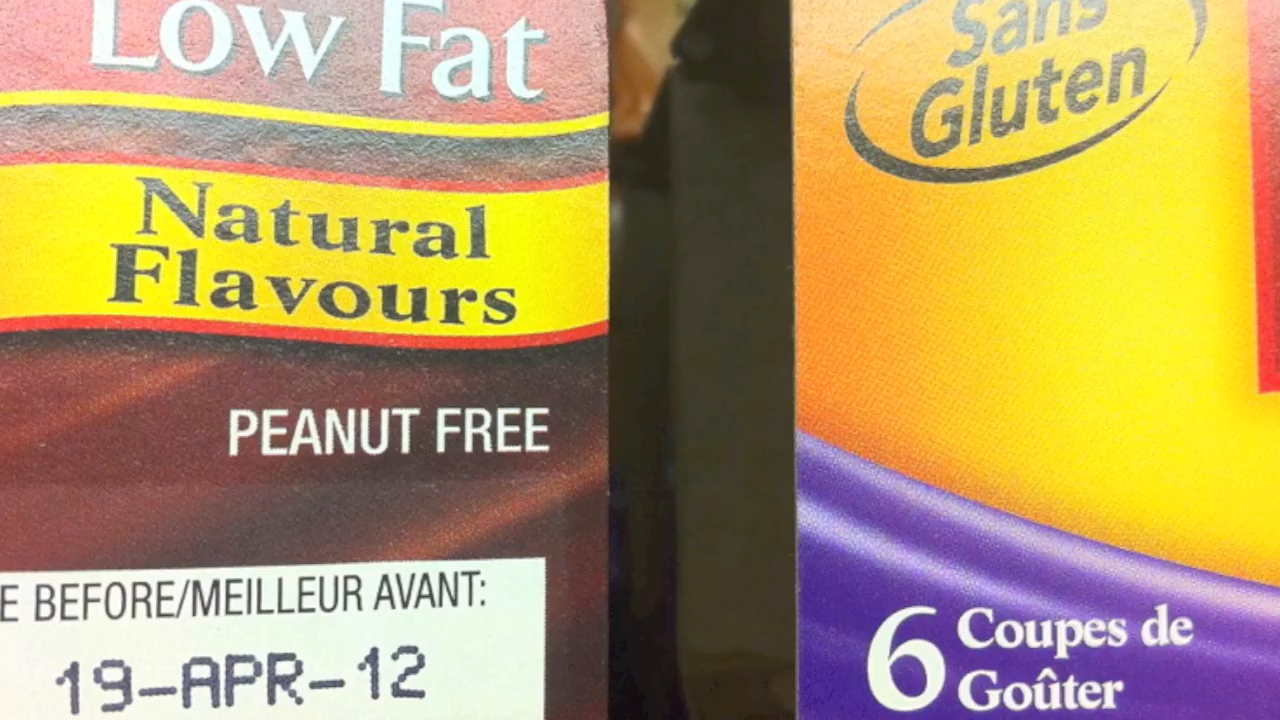 Low Fat
Natural
Flavours
PEANUT FREE
E BEFORE/MEILLEUR AVANT:
19-APR-12
Sans
Gluten
6 Coupes de
Goûter